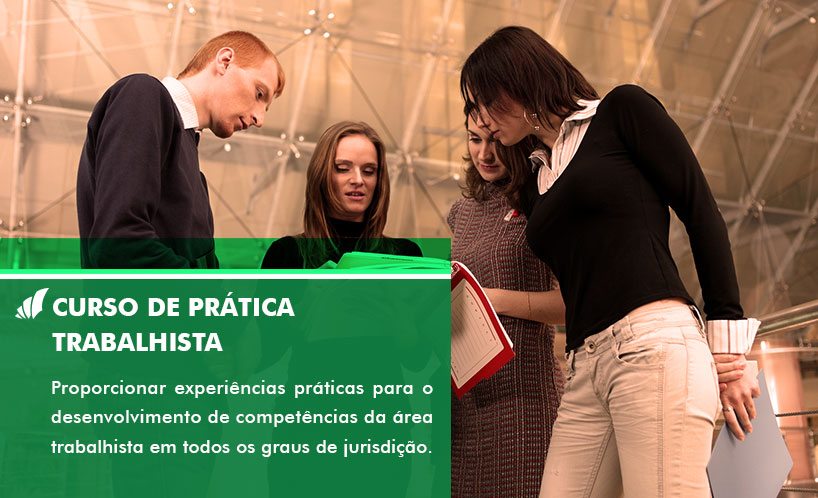 CURSO DE PRÁTICA
TRABALHISTA
Proporcionar experiências práticas para o
desenvolvimento de competências da área
trabalhista em todos os graus de jurisdição.